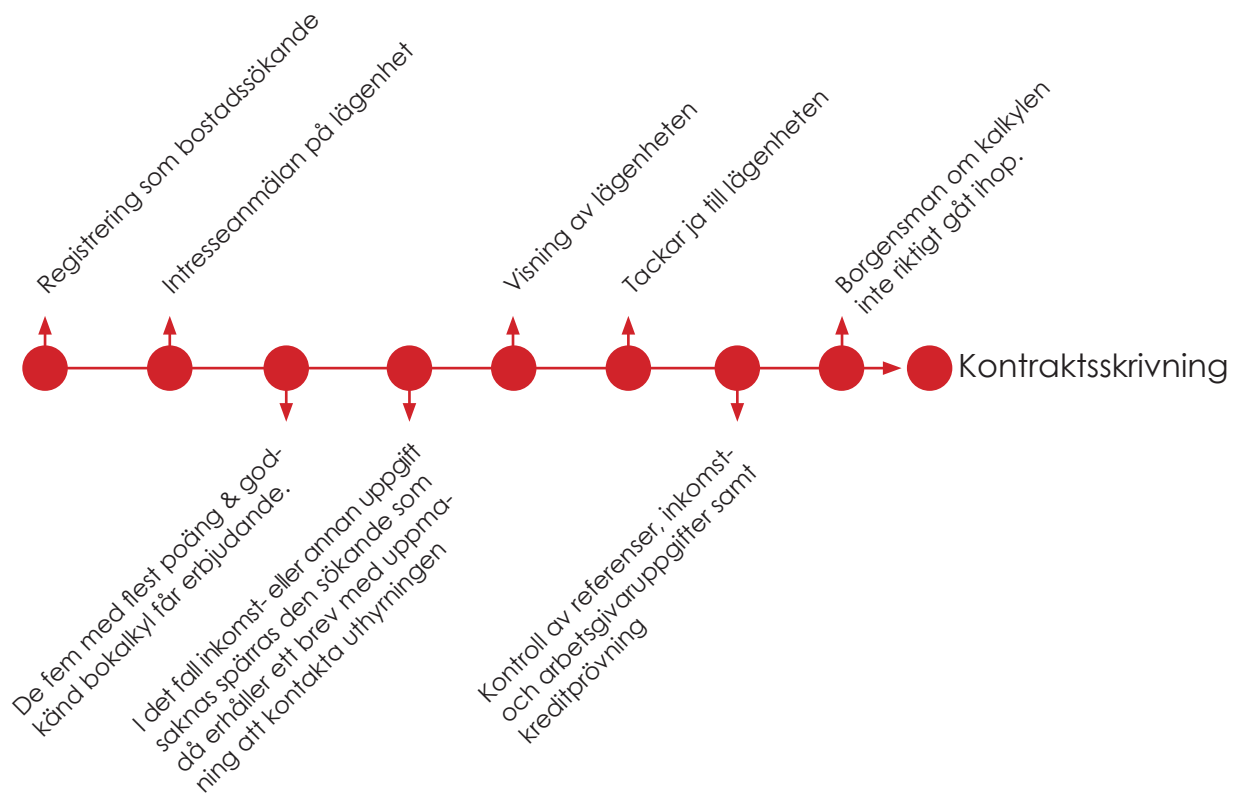 Registrering som bostadssökande
Intresseanmälan på lägenhet
De fem med flest poäng & god-
känd bokalkyl får erbjudande.
I det fall inkomst- eller annan uppgift
saknas spärras den sökande som
då erhåller ett brev med uppma-
ning att kontakta uthyrningen
Visning av lägenheten
Tackar ja till lägenheten
Kontroll av referenser, inkomst-
och arbetsgivaruppgifter samt
kreditprövning
Borgensman om kalkylen
inte riktigt gåt ihop.
Kontraktsskrivning